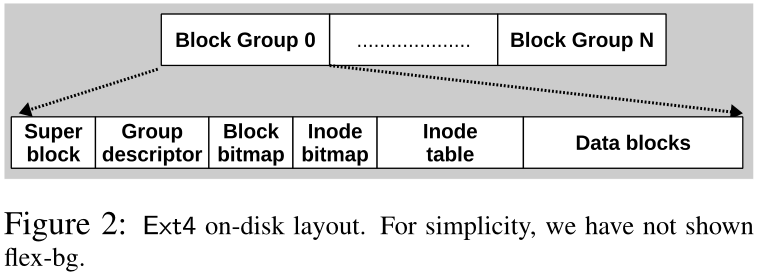 Block Group 0 ..................... Block Group N
Super Group Block Inode Inode Data blocks
block descriptor bitmap bitmap table
Figure 2: Ext4 on-disk layout. For simplicity, we have not shown
flex-bg.